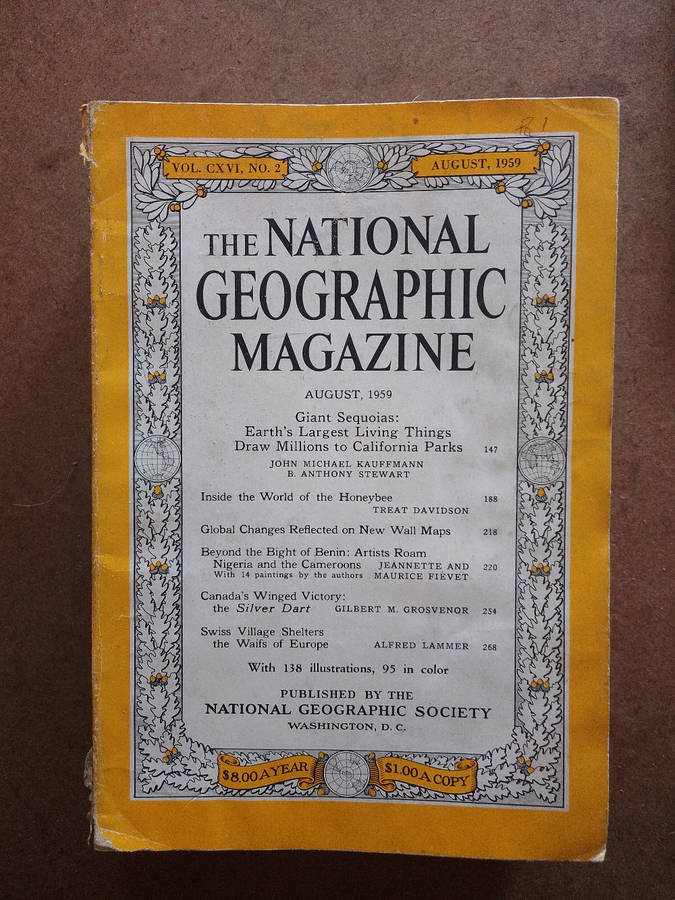 VOL. CXVI, NO. 2
AUGUST, 1959
THE NATIONAL
GEOGRAPHIC
MAGAZINE
AUGUST, 1959
Giant Sequoias:
Earth's Largest Living Things
Draw Millions to California Parks 147
JOHN MICHAEL KAUFFMANN
B. ANTHONY STEWART
Inside the World of the Honeybee 188
TREAT DAVIDSON
Global Changes Reflected on New Wall Maps 218
Beyond the Bight of Benin: Artists Roam
Nigeria and the Cameroons JEANNETTE AND 220
With 14 paintings by the authors MAURICE FIÉVET
Canada's Winged Victory:
the Silver Dart GILBERT M. GROSVENOR 254
Swiss Village Shelters
the Waifs of Europe ALFRED LAMMER 268
With 138 illustrations, 95 in color
PUBLISHED BY THE
NATIONAL GEOGRAPHIC SOCIETY
WASHINGTON, D. C.
$8.00 A YEAR
$1.00 A COPY